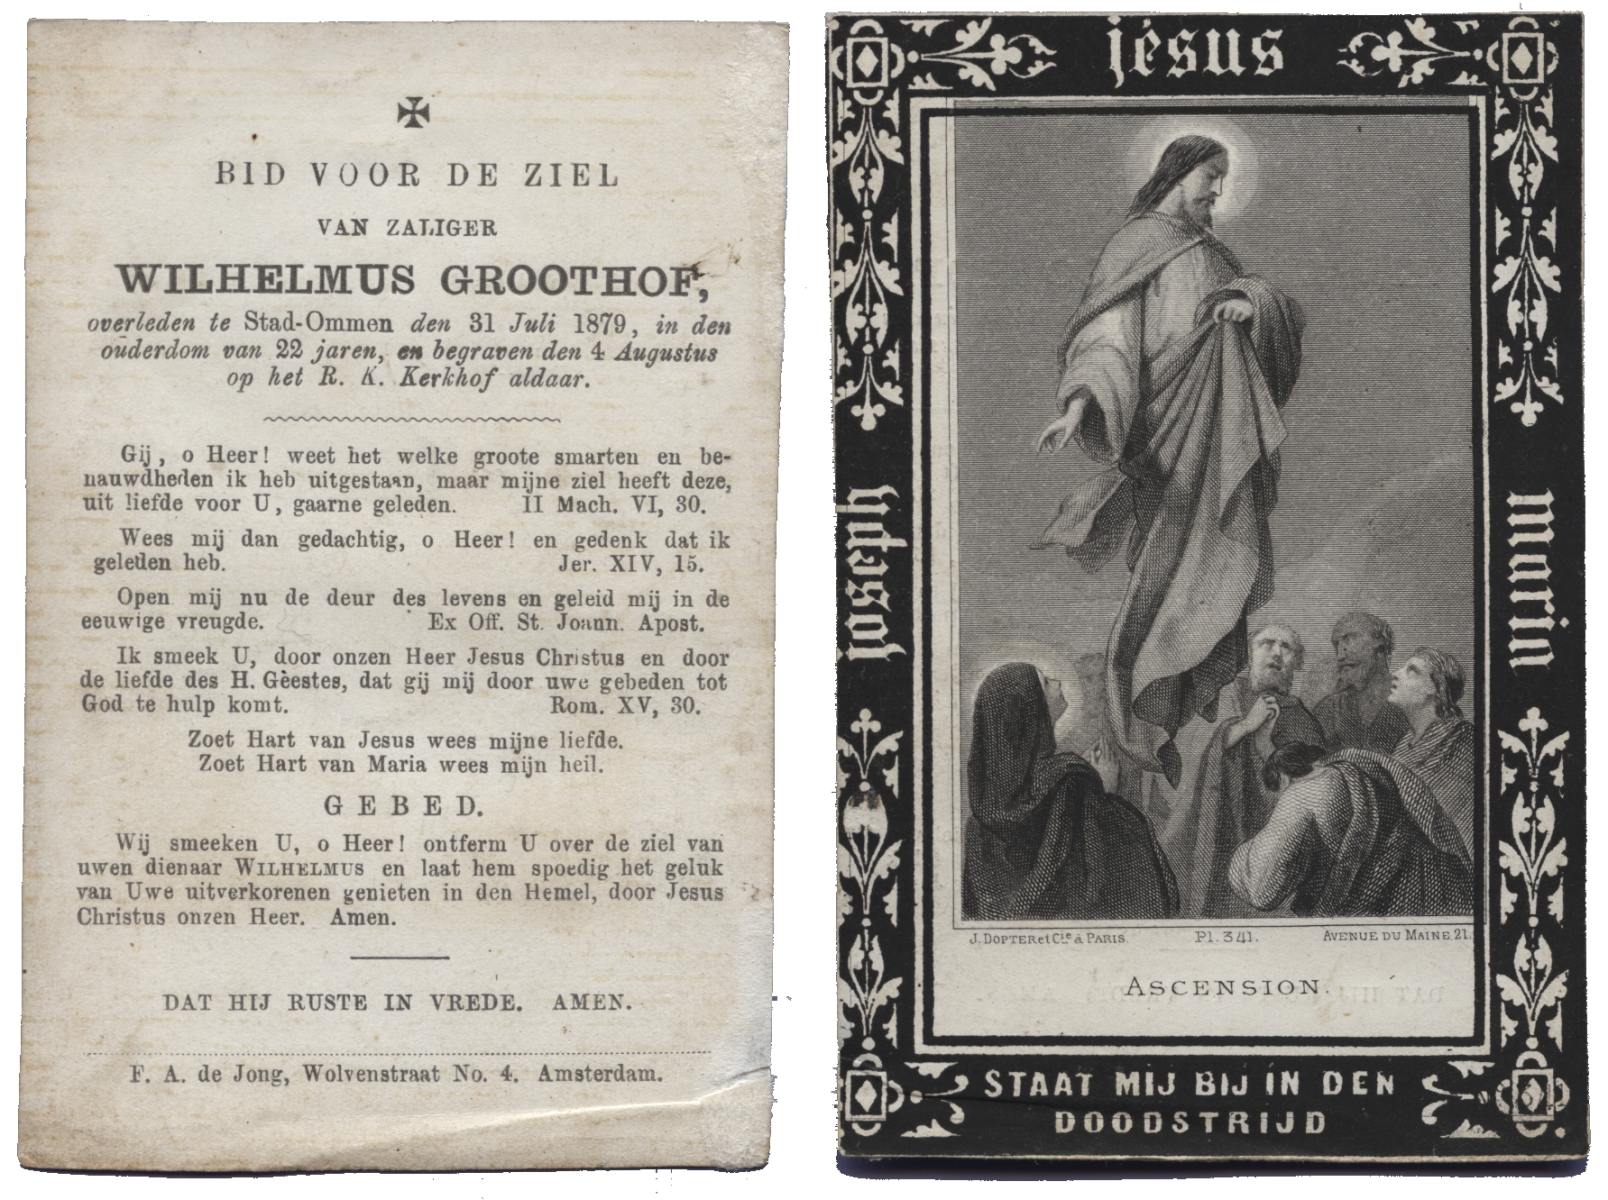 BID VOOR DE ZIEL
VAN ZALIGER
WILHELMUS GROOTHOF,
overleden te Stad-Ommen den 31 Juli 1879, in den
ouderdom van 22 jaren, en begraven den 4 Augustus
op het R. K. Kerkhof aldaar.
Gij, o Heer! weet het welke groote smarten en be-
nauwdheden ik heb uitgestaan, maar mijne ziel heeft deze,
uit liefde voor U, gaarne geleden. II Mach. VI, 30.
Wees mij dan gedachtig, o Heer! en gedenk dat ik
geleden heb. Jer. XIV, 15.
Open mij nu de deur des levens en geleid mij in de
eeuwige vreugde. Ex Off. St. Joann. Apost.
Ik smeek U, door onzen Heer Jesus Christus en door
de liefde des H. Geestes, dat gij mij door uwe gebeden tot
God te hulp komt. Rom. XV, 30.
Zoet Hart van Jesus wees mijne liefde.
Zoet Hart van Maria wees mijn heil.
GEBED.
Wij smeeken U, o Heer! ontferm U over de ziel van
uwen dienaar WILHELMUS en laat hem spoedig het geluk
van Uwe uitverkorenen genieten in den Hemel, door Jesus
Christus onzen Heer. Amen.
DAT HIJ RUSTE IN VREDE. AMEN.
F. A. de Jong, Wolvenstraat No. 4. Amsterdam.
jésus
joseph
maria
J. DOPTER et Cie à PARIS.
Pl. 341.
AVENUE DU MAINE 21.
ASCENSION.
STAAT MIJ BIJ IN DEN
DOODSTRIJD